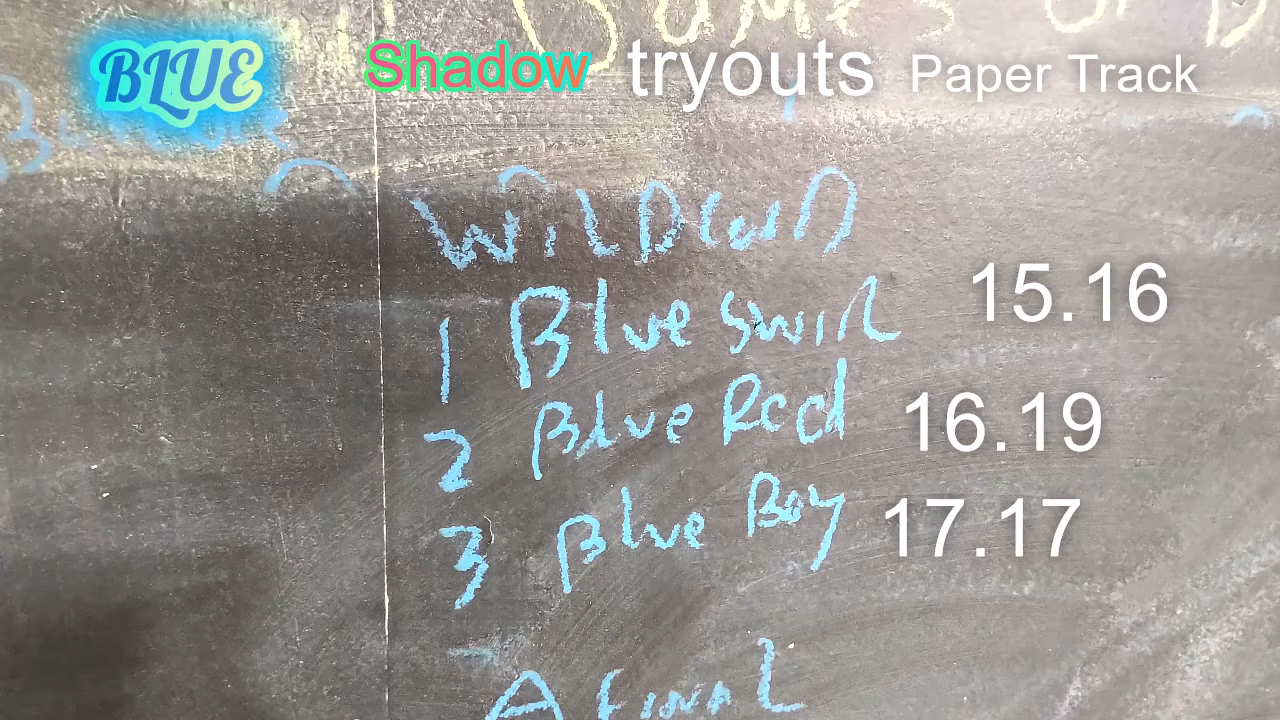 BLUE Shadow tryouts Paper Track
WilDCarD
1 Blue Swirl 15.16
2 Blue Red 16.19
3 Blue Boy 17.17
A Final